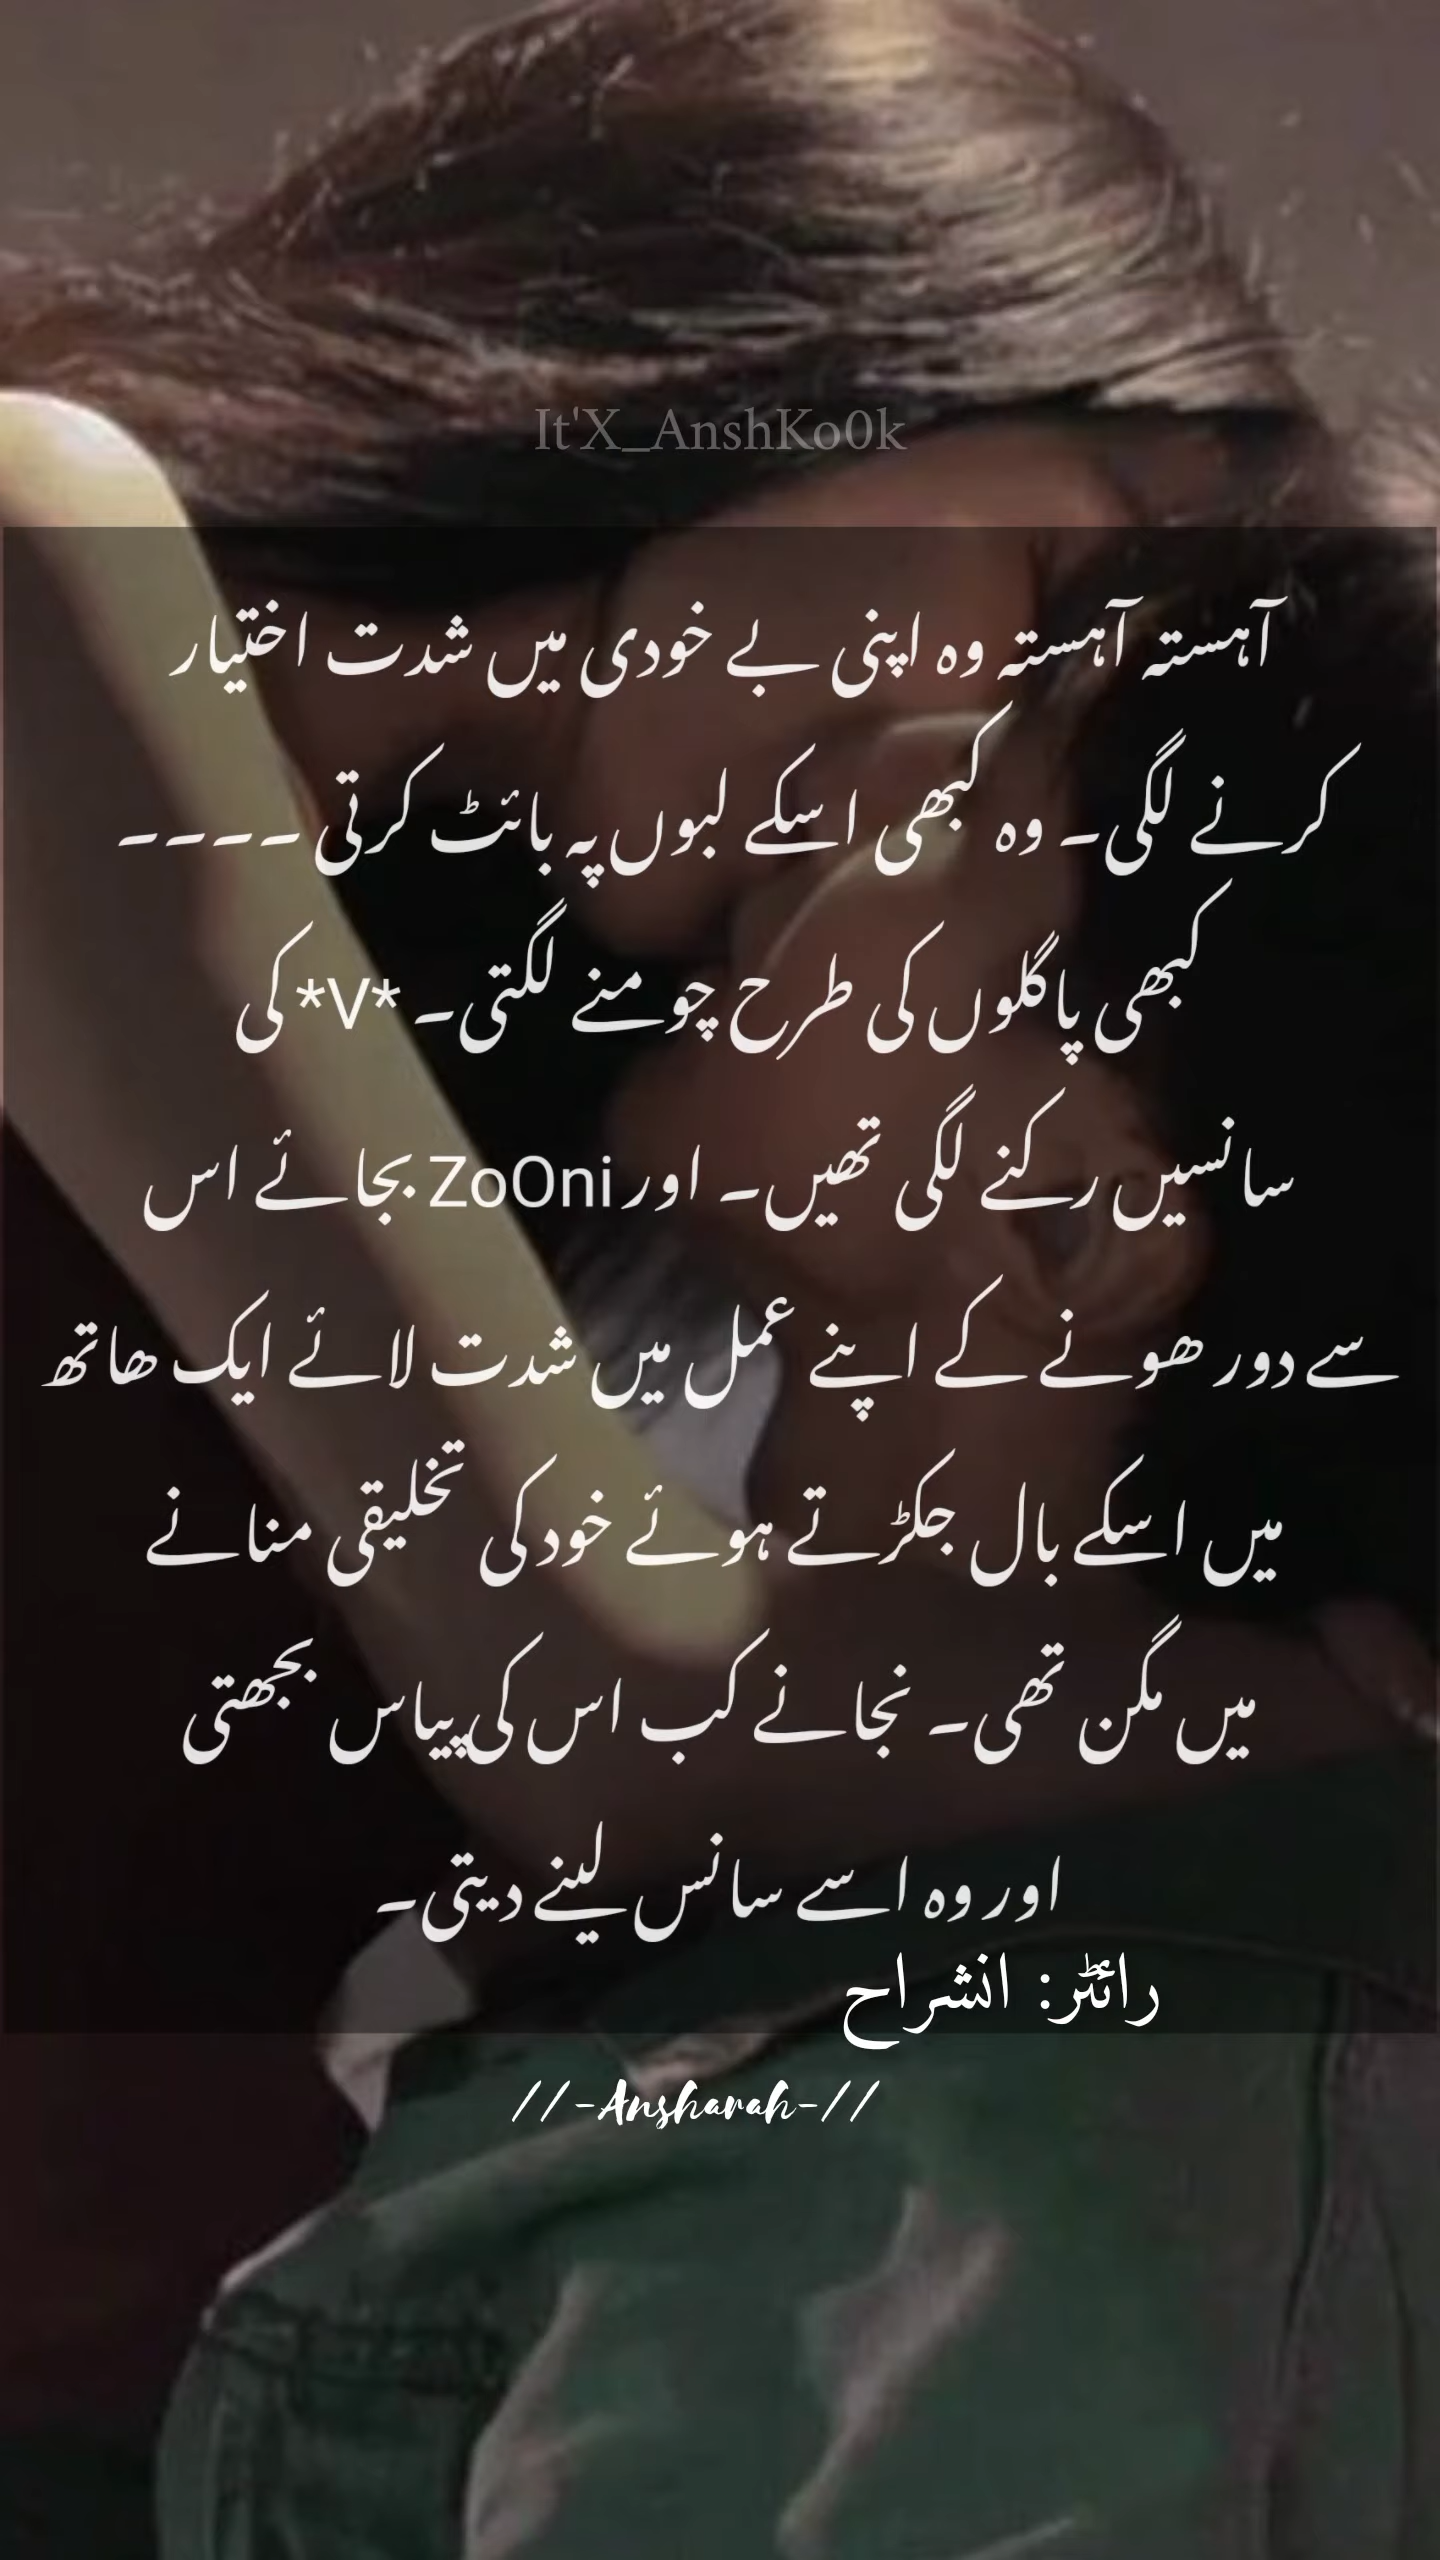 It'X_AnshKo0k
آہستہ آہستہ وہ اپنی بے خودی میں شدت اختیار
کرنے لگی۔ وہ کبھی اسکے لبوں پہ بائٹ کرتی ۔۔۔۔
کبھی پاگلوں کی طرح چومنے لگتی۔ *V* کی
سانسیں رکنے لگی تھیں۔ اور ZoOni بجائے اس
سے دور ھونے کے اپنے عمل میں شدت لائے ایک ھاتھ
میں اسکے بال جکڑتے ہوئے خود کی تخلیقی منانے
میں مگن تھی۔ نجانے کب اس کی پیاس بجھتی
اور وہ اسے سانس لینے دیتی۔
رائٹر: انشراح
//-Ansharah-//